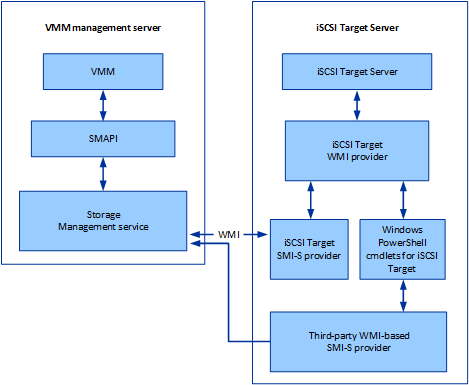 VMM management server
VMM
SMAPI
Storage
Management service
WMI
iSCSI Target Server
iSCSI Target Server
iSCSI Target
WMI provider
iSCSI Target
SMI-S provider
Windows
PowerShell
cmdlets for iSCSI
Target
Third-party WMI-based
SMI-S provider